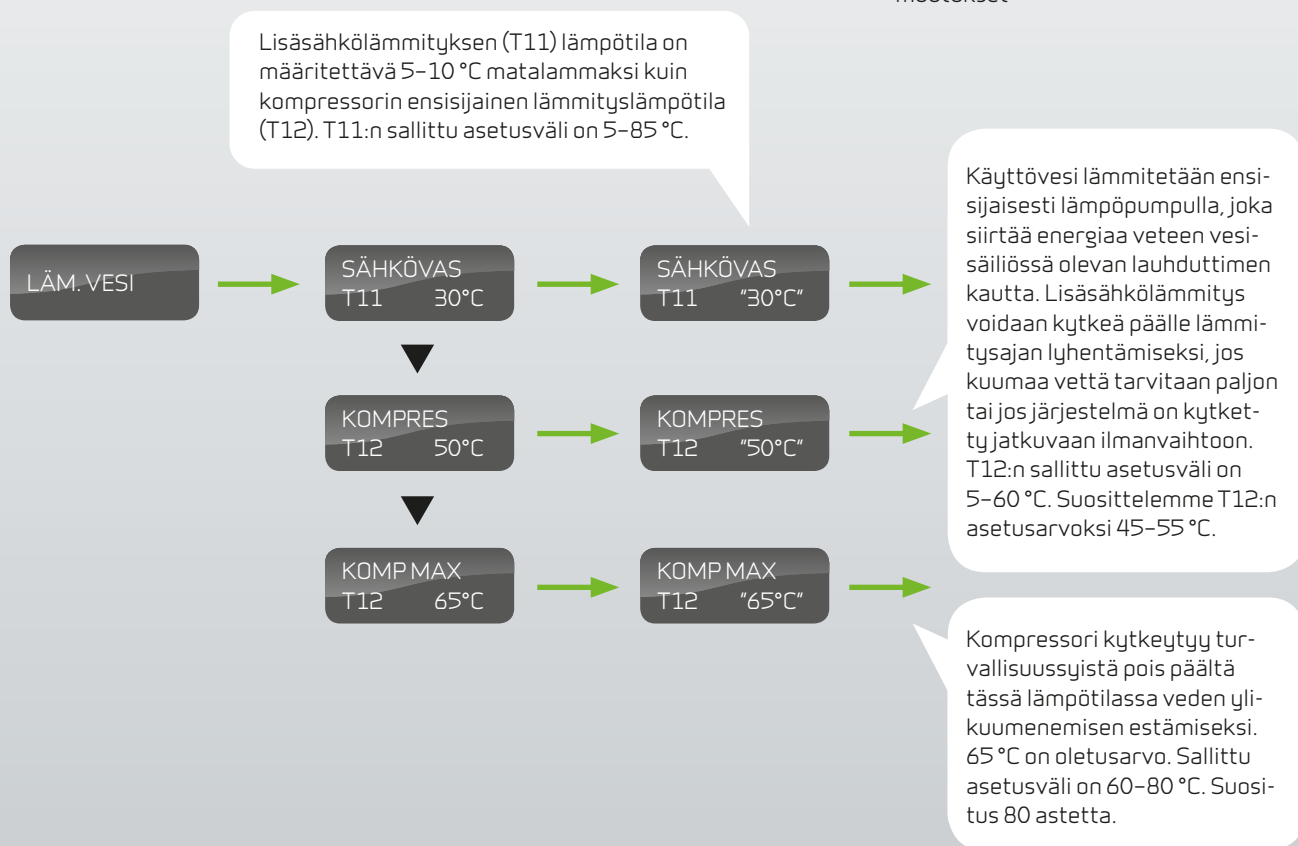 muutokset
Lisäsähkölämmityksen (T11) lämpötila on
määritettävä 5–10 °C matalammaksi kuin
kompressorin ensisijainen lämmityslämpötila
(T12). T11:n sallittu asetusväli on 5–85 °C.
LÄM. VESI
SÄHKÖVAS
T11 30°C
SÄHKÖVAS
T11 "30°C"
KOMPRES
T12 50°C
KOMPRES
T12 "50°C"
KOMP MAX
T12 65°C
KOMP MAX
T12 "65°C"
Käyttövesi lämmitetään ensi-
sijaisesti lämpöpumpulla, joka
siirtää energiaa veteen vesi-
säiliössä olevan lauhduttimen
kautta. Lisäsähkölämmitys
voidaan kytkeä päälle lämmi-
tysajan lyhentämiseksi, jos
kuumaa vettä tarvitaan paljon
tai jos järjestelmä on kytket-
ty jatkuvaan ilmanvaihtoon.
T12:n sallittu asetusväli on
5–60 °C. Suosittelemme T12:n
asetusarvoksi 45–55 °C.
Kompressori kytkeytyy tur-
vallisuussyistä pois päältä
tässä lämpötilassa veden yli-
kuumenemisen estämiseksi.
65 °C on oletusarvo. Sallittu
asetusväli on 60–80 °C. Suosi-
tus 80 astetta.